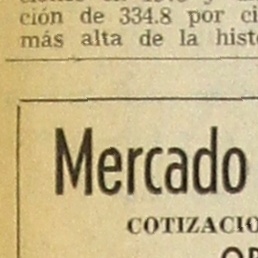 ción de 334.8 por ci
más alta de la hist
Mercado
COTIZACIO